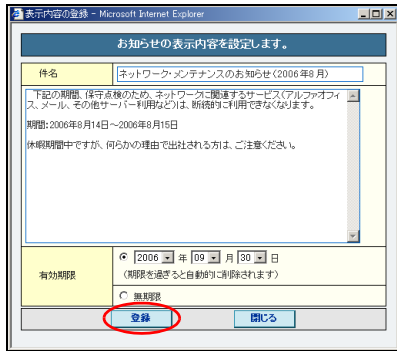 表示内容の登録 - Microsoft Internet Explorer
お知らせの表示内容を設定します。
件名
ネットワーク・メンテナンスのお知らせ(2006年8月)
下記の期間、保守点検のため、ネットワークに関連するサービス(アルファオフィ
ス、メール、その他サーバー利用など)は、断続的に利用できなくなります。
期間:2006年8月14日～2006年8月15日
休暇期間中ですが、何らかの理由で出社される方は、ご注意ください。
有効期限
2006 年 09 月 30 日
(期限を過ぎると自動的に削除されます)
無期限
登録 閉じる